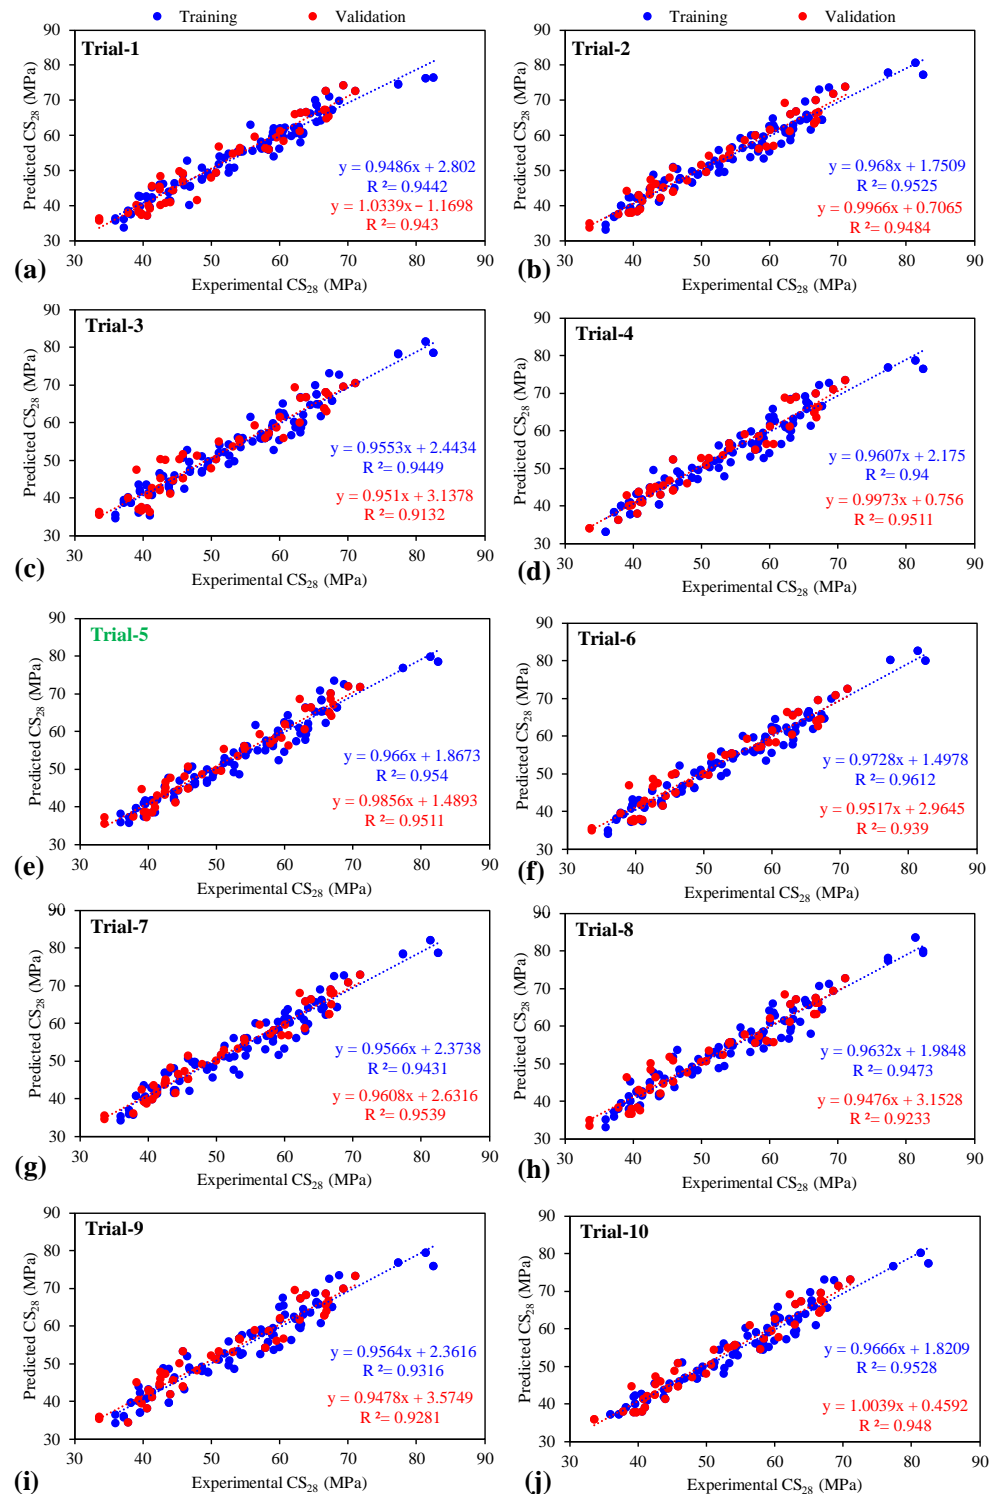 Training Validation
Training Validation
90
80
70
60
50
40
30
Predicted CS28 (MPa)
Trial-1
y = 0.9486x + 2.802
R ²= 0.9442
y = 1.0339x - 1.1698
R ²= 0.943
30 40 50 60 70 80 90
(a)
Experimental CS28 (MPa)
90
80
70
60
50
40
30
Predicted CS28 (MPa)
Trial-2
y = 0.968x + 1.7509
R ²= 0.9525
y = 0.9966x + 0.7065
R ²= 0.9484
30 40 50 60 70 80 90
(b)
Experimental CS28 (MPa)
90
80
70
60
50
40
30
Predicted CS28 (MPa)
Trial-3
y = 0.9553x + 2.4434
R ²= 0.9449
y = 0.951x + 3.1378
R ²= 0.9132
30 40 50 60 70 80 90
(c)
Experimental CS28 (MPa)
90
80
70
60
50
40
30
Predicted CS28 (MPa)
Trial-4
y = 0.9607x + 2.175
R ²= 0.94
y = 0.9973x + 0.756
R ²= 0.9511
30 40 50 60 70 80 90
(d)
Experimental CS28 (MPa)
90
80
70
60
50
40
30
Predicted CS28 (MPa)
Trial-5
y = 0.966x + 1.8673
R ²= 0.954
y = 0.9856x + 1.4893
R ²= 0.9511
30 40 50 60 70 80 90
(e)
Experimental CS28 (MPa)
90
80
70
60
50
40
30
Predicted CS28 (MPa)
Trial-6
y = 0.9728x + 1.4978
R ²= 0.9612
y = 0.9517x + 2.9645
R ²= 0.939
30 40 50 60 70 80 90
(f)
Experimental CS28 (MPa)
90
80
70
60
50
40
30
Predicted CS28 (MPa)
Trial-7
y = 0.9566x + 2.3738
R ²= 0.9431
y = 0.9608x + 2.6316
R ²= 0.9539
30 40 50 60 70 80 90
(g)
Experimental CS28 (MPa)
90
80
70
60
50
40
30
Predicted CS28 (MPa)
Trial-8
y = 0.9632x + 1.9848
R ²= 0.9473
y = 0.9476x + 3.1528
R ²= 0.9233
30 40 50 60 70 80 90
(h)
Experimental CS28 (MPa)
90
80
70
60
50
40
30
Predicted CS28 (MPa)
Trial-9
y = 0.9564x + 2.3616
R ²= 0.9316
y = 0.9478x + 3.5749
R ²= 0.9281
30 40 50 60 70 80 90
(i)
Experimental CS28 (MPa)
90
80
70
60
50
40
30
Predicted CS28 (MPa)
Trial-10
y = 0.9666x + 1.8209
R ²= 0.9528
y = 1.0039x + 0.4592
R ²= 0.948
30 40 50 60 70 80 90
(j)
Experimental CS28 (MPa)